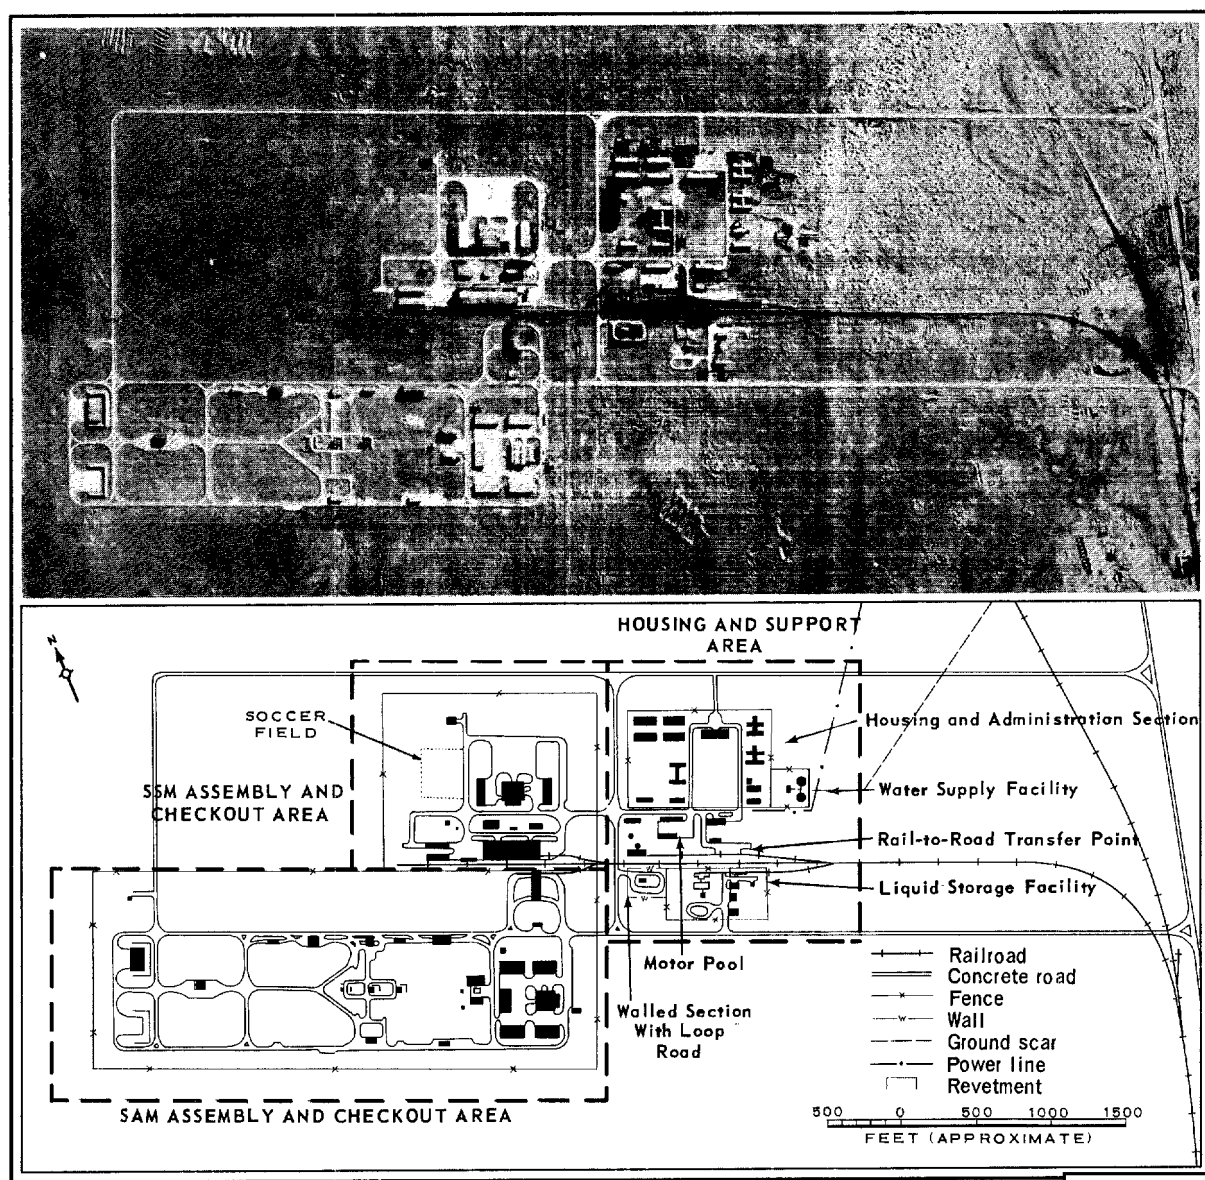 N
HOUSING AND SUPPORT
AREA
SOCCER
FIELD
Housing and Administration Section
SSM ASSEMBLY AND
CHECKOUT AREA
Water Supply Facility
Rail-to-Road Transfer Point
Liquid Storage Facility
Motor Pool
Walled Section
With Loop
Road
Railroad
Concrete road
Fence
Wall
Ground scar
Power line
Revetment
SAM ASSEMBLY AND CHECKOUT AREA
500 0 500 1000 1500
FEET (APPROXIMATE)